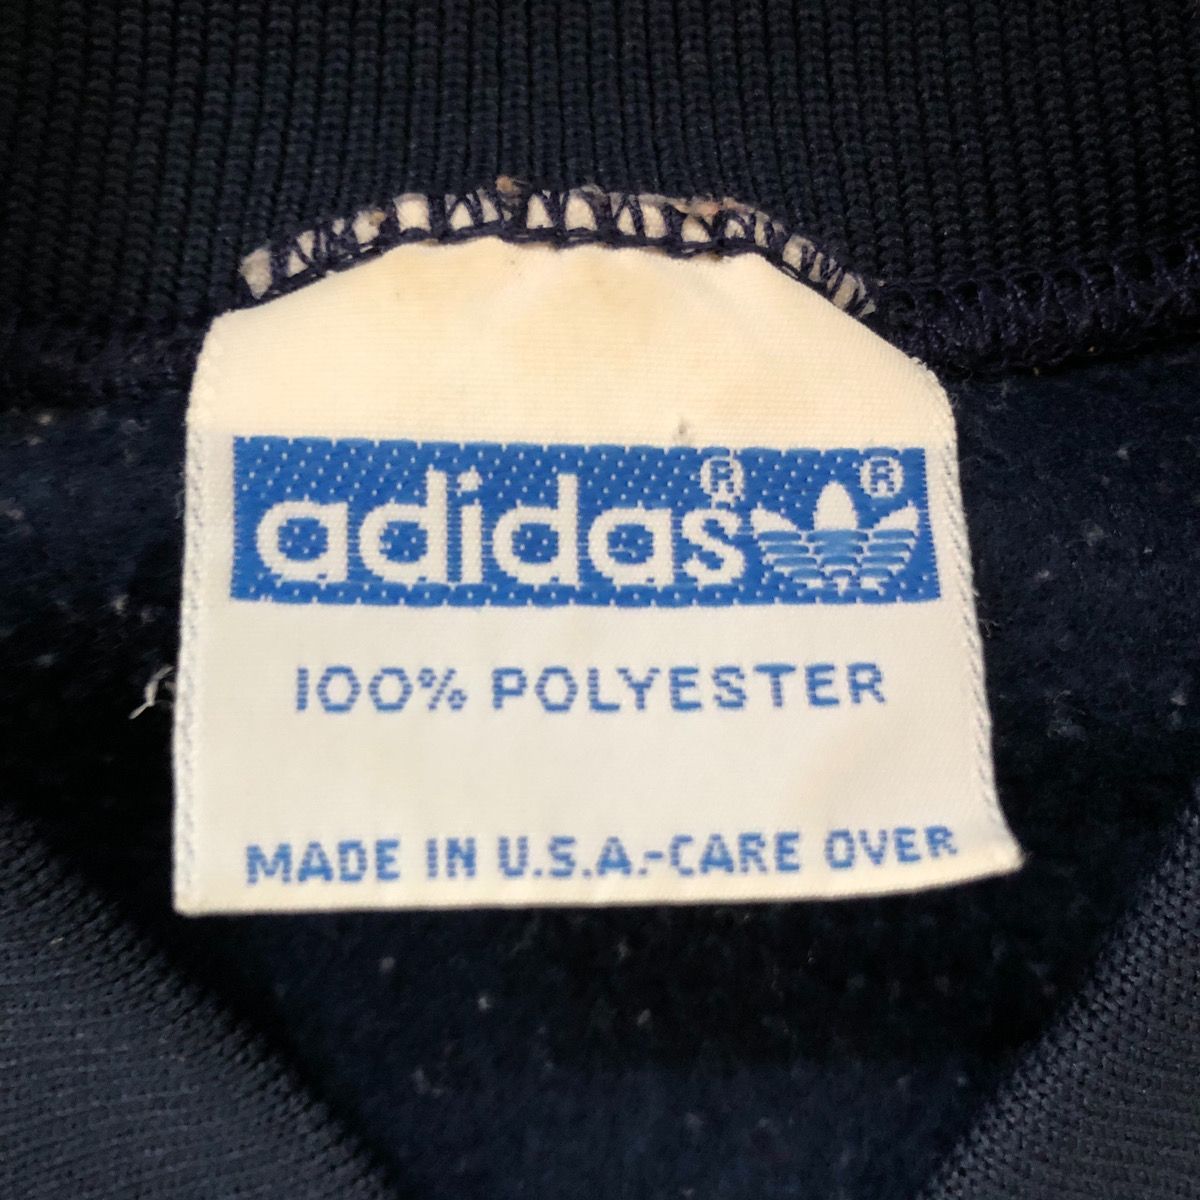 adidas® ®
100% POLYESTER
MADE IN U.S.A.-CARE OVER